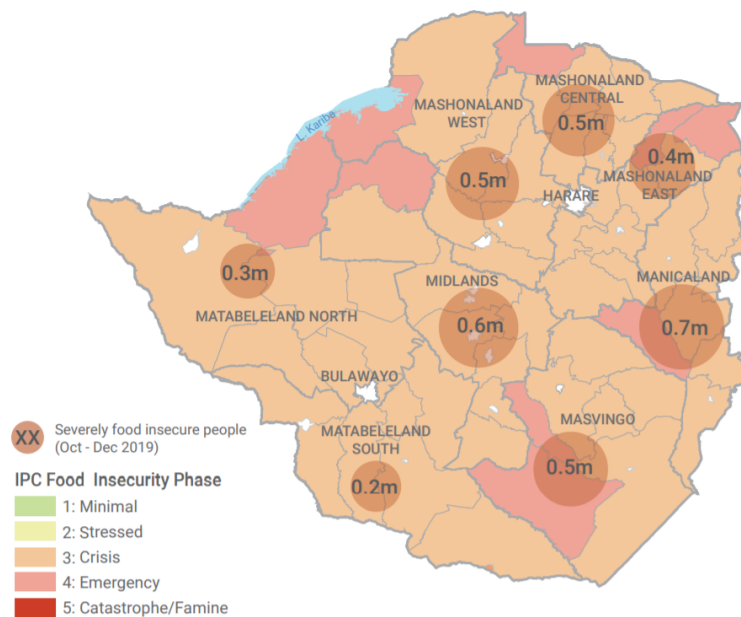 MASHONALAND
CENTRAL
0.5m
MASHONALAND
WEST
0.5m
0.4m
MASHONALAND
EAST
L. Kariba
HARARE
0.3m
MATABELELAND NORTH
MIDLANDS
0.6m
MANICALAND
0.7m
BULAWAYO
MATABELELAND
SOUTH
0.2m
MASVINGO
0.5m
XX Severely food insecure people
(Oct - Dec 2019)
IPC Food Insecurity Phase
1: Minimal
2: Stressed
3: Crisis
4: Emergency
5: Catastrophe/Famine